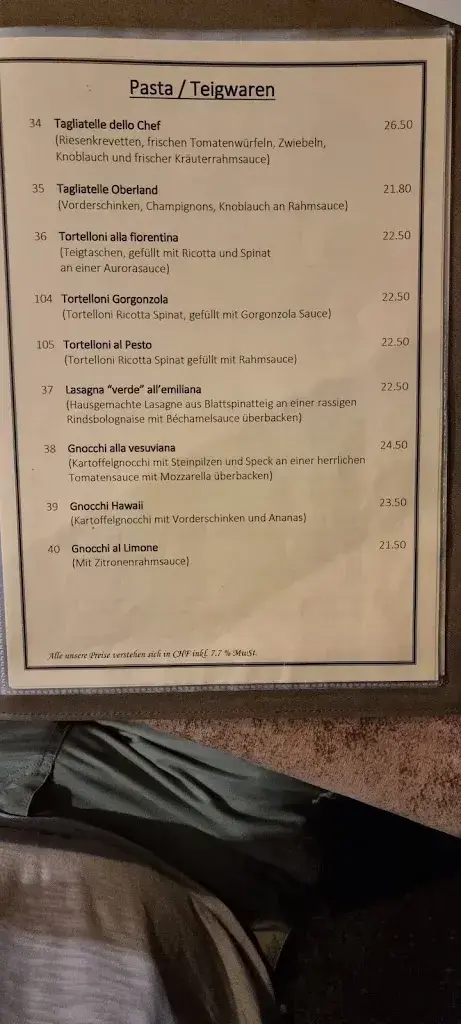 Pasta / Teigwaren
34 Tagliatelle dello Chef 26.50
(Riesenkrevetten, frischen Tomatenwürfeln, Zwiebeln,
Knoblauch und frischer Kräuterrahmsauce)
35 Tagliatelle Oberland 21.80
(Vorderschinken, Champignons, Knoblauch an Rahmsauce)
36 Tortelloni alla fiorentina 22.50
(Teigtaschen, gefüllt mit Ricotta und Spinat
an einer Aurorasauce)
104 Tortelloni Gorgonzola 22.50
(Tortelloni Ricotta Spinat, gefüllt mit Gorgonzola Sauce)
105 Tortelloni al Pesto 22.50
(Tortelloni Ricotta Spinat gefüllt mit Rahmsauce)
37 Lasagna "verde" all'emiliana 22.50
(Hausgemachte Lasagne aus Blattspinatteig an einer rassigen
Rindsbolognaise mit Béchamelsauce überbacken)
38 Gnocchi alla vesuviana 24.50
(Kartoffelgnocchi mit Steinpilzen und Speck an einer herrlichen
Tomatensauce mit Mozzarella überbacken)
39 Gnocchi Hawaii 23.50
(Kartoffelgnocchi mit Vorderschinken und Ananas)
40 Gnocchi al Limone 21.50
(Mit Zitronenrahmsauce)
Alle unsere Preise verstehen sich in CHF inkl. 7.7 % MwSt.